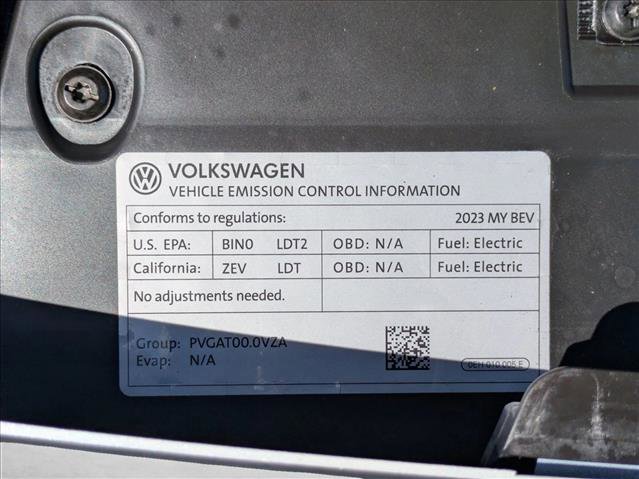 VOLKSWAGEN
VEHICLE EMISSION CONTROL INFORMATION
Conforms to regulations: 2023 MY BEV
U.S. EPA: BIN0 LDT2 OBD: N/A Fuel: Electric
California: ZEV LDT OBD: N/A Fuel: Electric
No adjustments needed.
Group: PVGAT00.0VZA
Evap: N/A
0EH 010 005 E